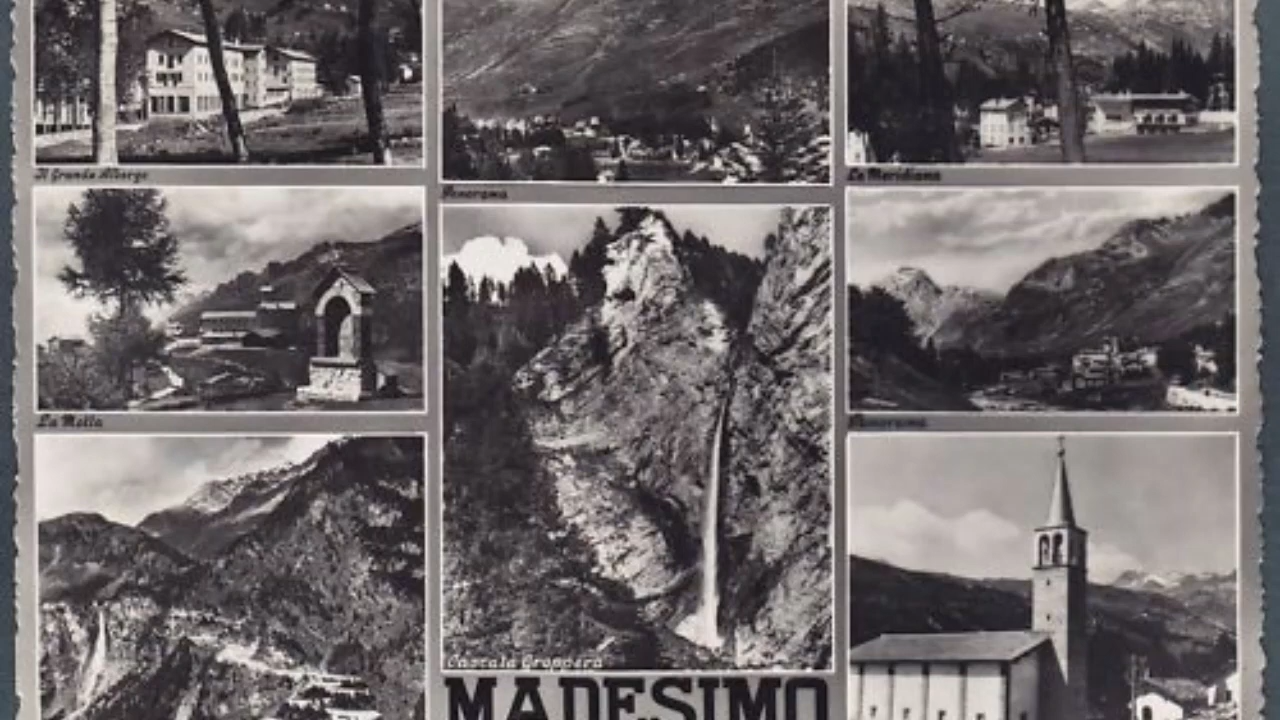 Il Grande Albergo
Panorama
La Meridiana
La Motta
Panorama
Cascata Groppera
MADESIMO